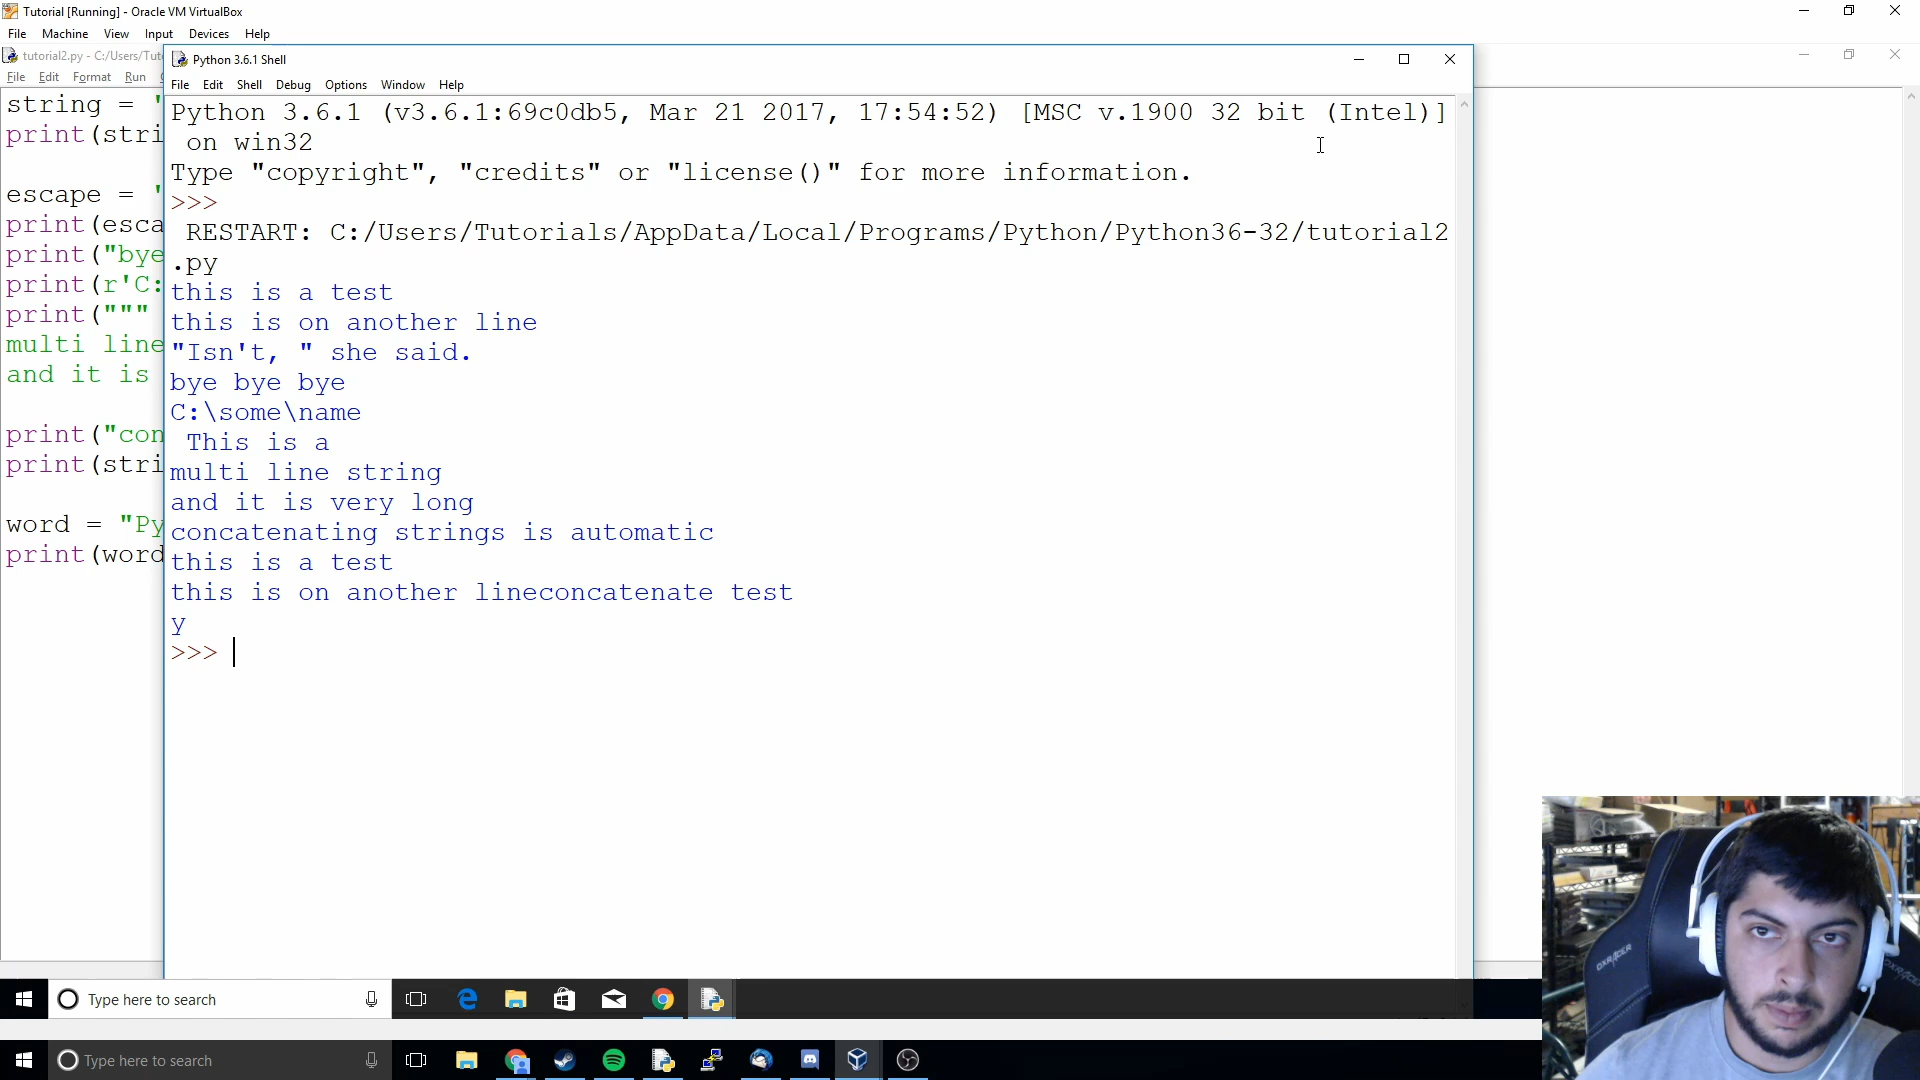 Tutorial [Running] - Oracle VM VirtualBox
File Machine View Input Devices Help
tutorial2.py - C:/Users/Tut
File Edit Format Run
string = '
print(stri
escape = '
print(esca
print("bye
print(r'C:
print("""
multi line
and it is
print("con
print(stri
word = "Py
print(word
Python 3.6.1 Shell
File Edit Shell Debug Options Window Help
Python 3.6.1 (v3.6.1:69c0db5, Mar 21 2017, 17:54:52) [MSC v.1900 32 bit (Intel)]
on win32
Type "copyright", "credits" or "license()" for more information.
>>>
RESTART: C:/Users/Tutorials/AppData/Local/Programs/Python/Python36-32/tutorial2
.py
this is a test
this is on another line
"Isn't, " she said.
bye bye bye
C:\some\name
This is a
multi line string
and it is very long
concatenating strings is automatic
this is a test
this is on another lineconcatenate test
y
>>>
Type here to search
Type here to search
DXRACER